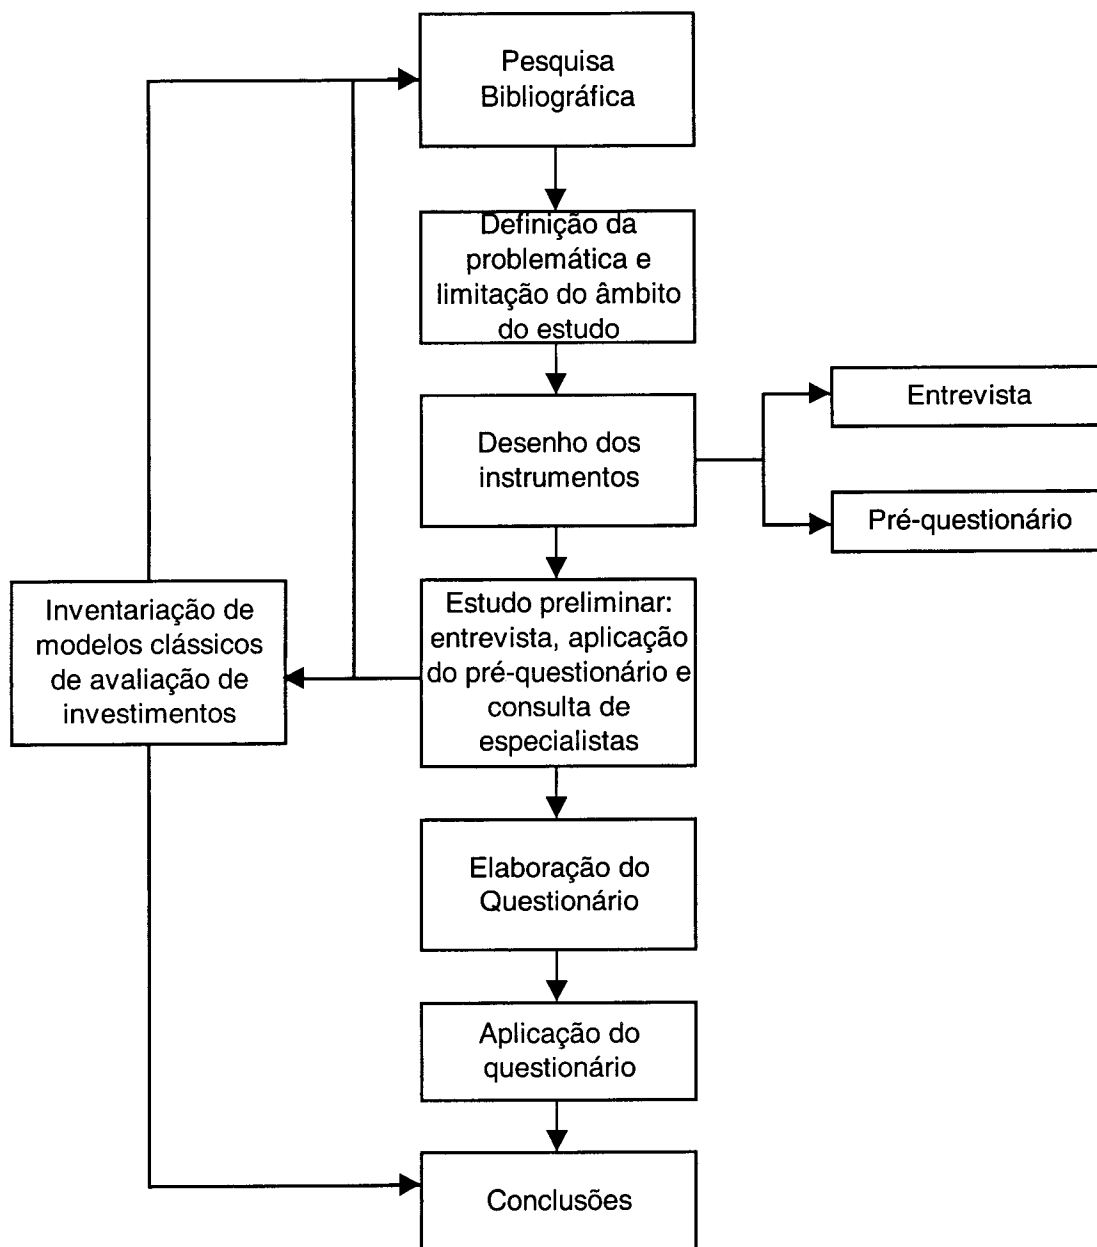 Pesquisa
Bibliográfica
Definição da
problemática e
limitação do âmbito
do estudo
Desenho dos
instrumentos
Entrevista
Pré-questionário
Estudo preliminar:
entrevista, aplicação
do pré-questionário e
consulta de
especialistas
Inventariação de
modelos clássicos
de avaliação de
investimentos
Elaboração do
Questionário
Aplicação do
questionário
Conclusões